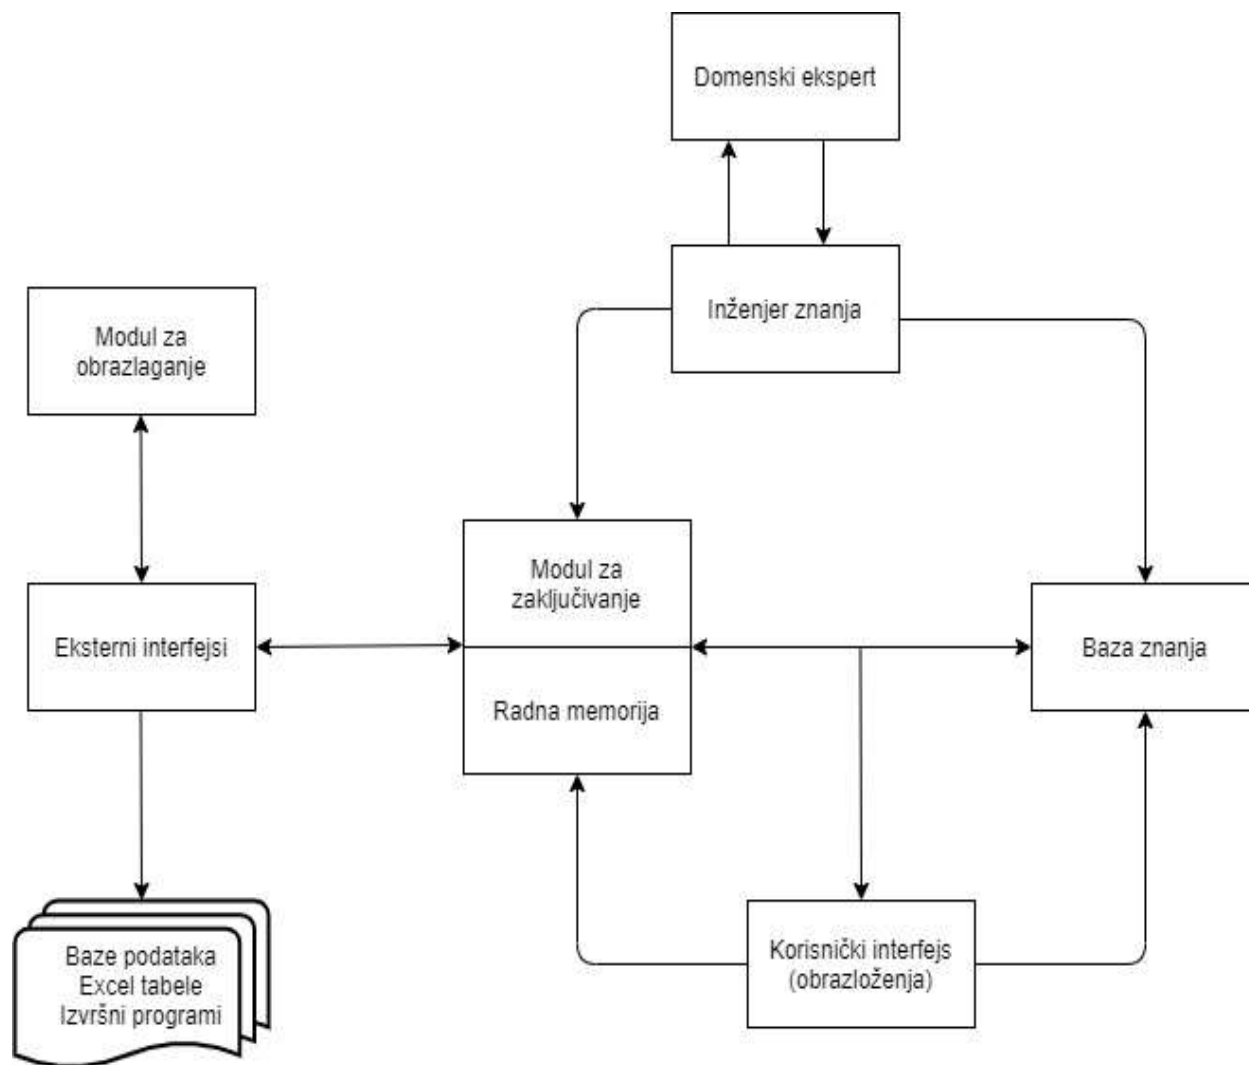 Domenski ekspert
Inženjer znanja
Modul za
obrazlaganje
Modul za
zaključivanje
Eksterni interfejsi
Baza znanja
Radna memorija
Baze podataka
Excel tabele
Izvršni programi
Korisnički interfejs
(obrazloženja)